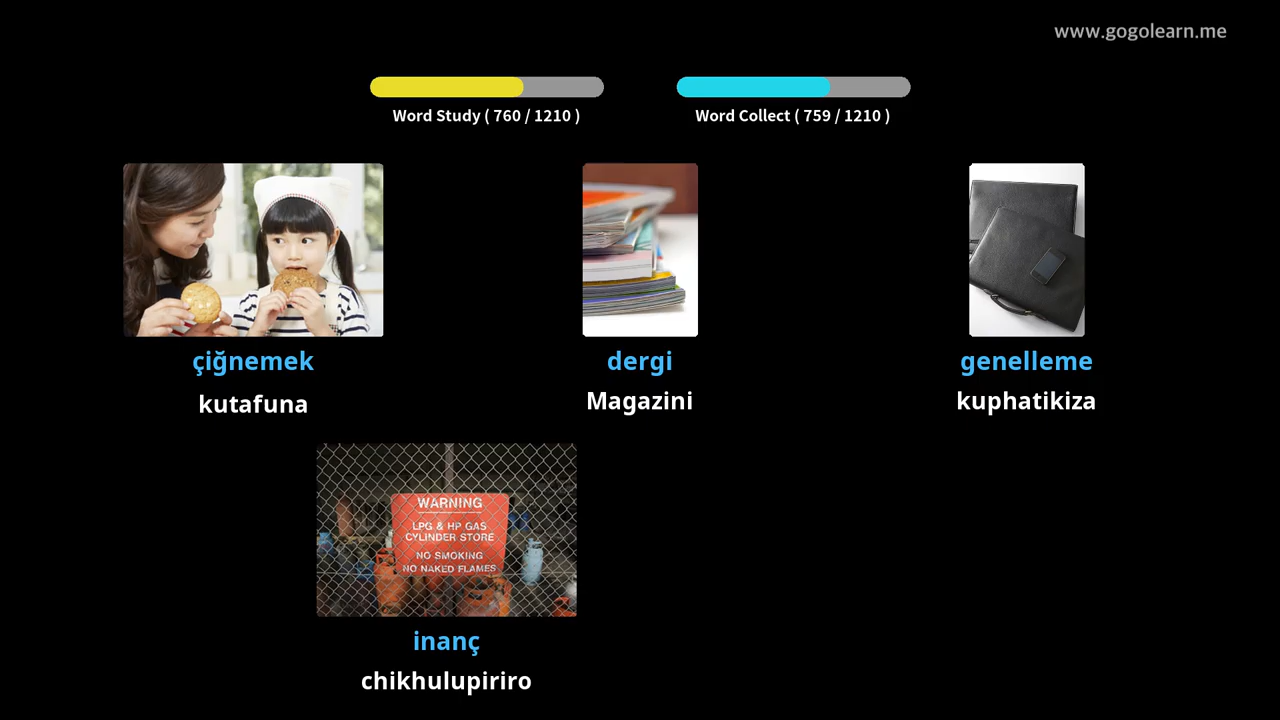 www.gogolearn.me
Word Study ( 760 / 1210 )
Word Collect ( 759 / 1210 )
çiğnemek
dergi
genelleme
kutafuna
Magazini
kuphatikiza
WARNING
LPG & HP GAS
CYLINDER STORE
NO SMOKING
NO NAKED FLAMES
inanç
chikhulupiriro